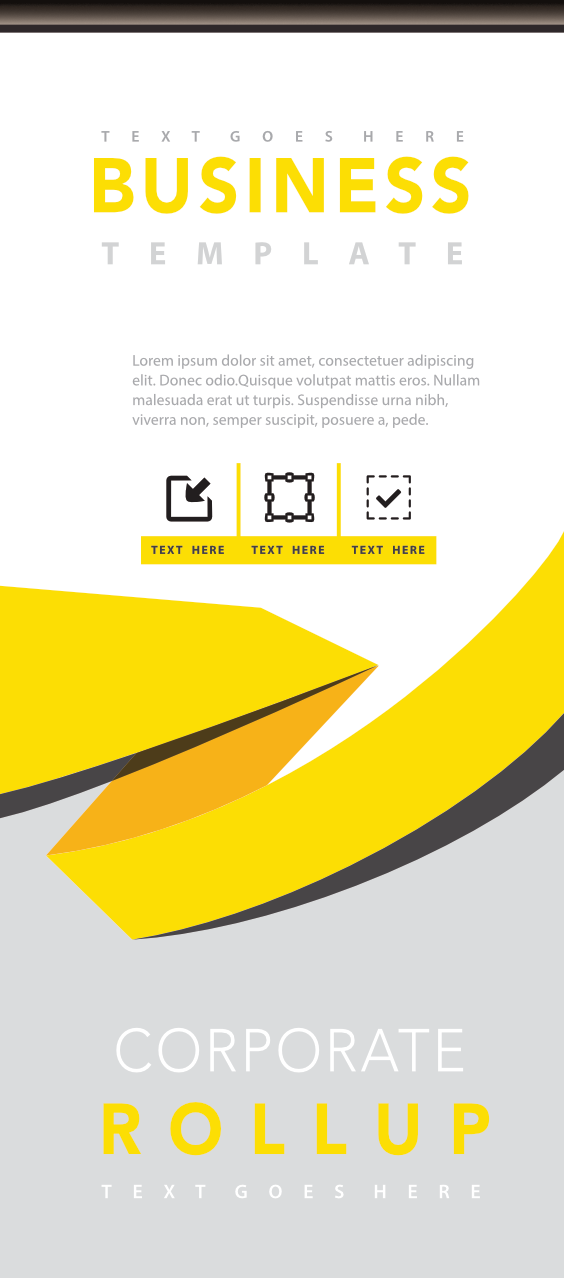 TEXT GOES HERE
BUSINESS
TEMPLATE
Lorem ipsum dolor sit amet, consectetuer adipiscing
elit. Donec odio.Quisque volutpat mattis eros. Nullam
malesuada erat ut turpis. Suspendisse urna nibh,
viverra non, semper suscipit, posuere a, pede.
TEXT HERE TEXT HERE TEXT HERE
CORPORATE
ROLLUP
TEXT GOES HERE